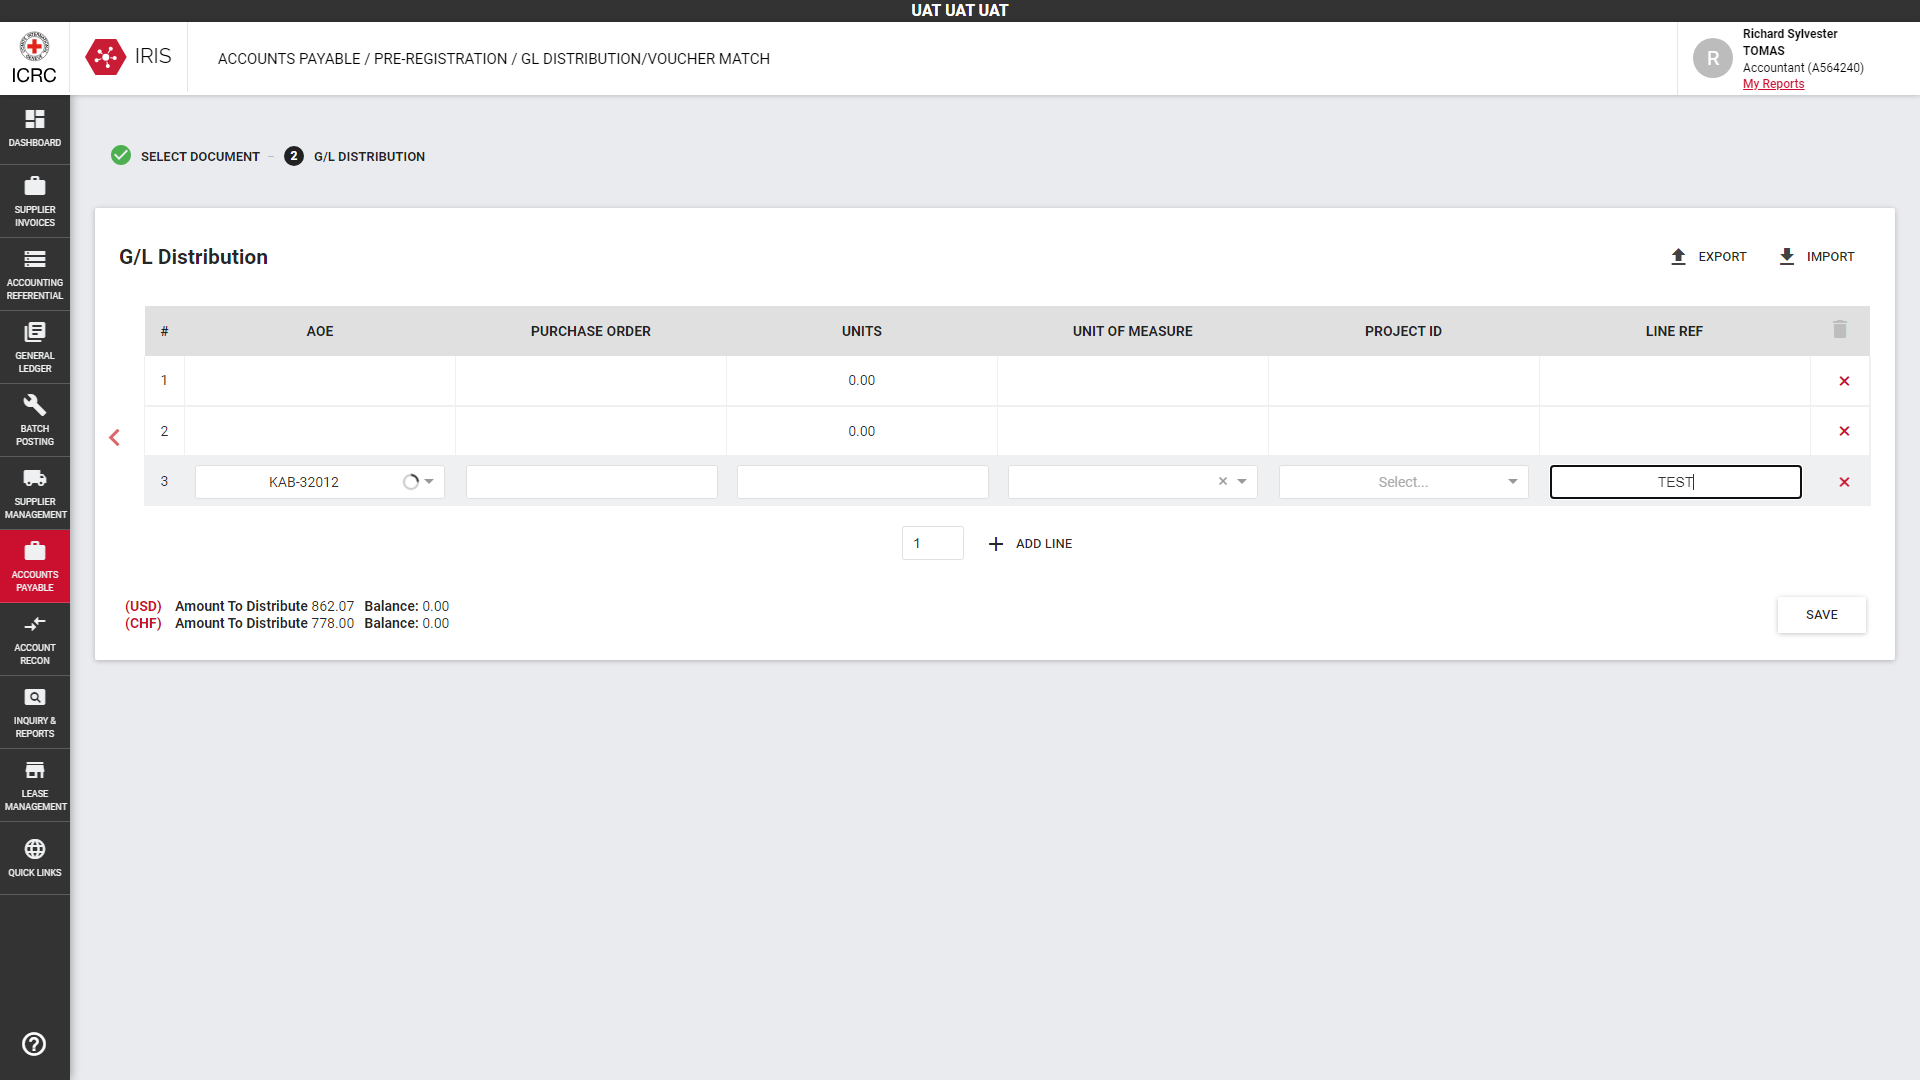 UAT UAT UAT
ICRC
IRIS
ACCOUNTS PAYABLE / PRE-REGISTRATION / GL DISTRIBUTION/VOUCHER MATCH
R
Richard Sylvester
TOMAS
Accountant (A564240)
My Reports
DASHBOARD
SUPPLIER
INVOICES
ACCOUNTING
REFERENTIAL
GENERAL
LEDGER
BATCH
POSTING
SUPPLIER
MANAGEMENT
ACCOUNTS
PAYABLE
ACCOUNT
RECON
INQUIRY &
REPORTS
LEASE
MANAGEMENT
QUICK LINKS
SELECT DOCUMENT
2 G/L DISTRIBUTION
G/L Distribution
EXPORT
IMPORT
# AOE PURCHASE ORDER UNITS UNIT OF MEASURE PROJECT ID LINE REF
1 0.00
2 0.00
3 KAB-32012 Select... TEST
1 ADD LINE
(USD) Amount To Distribute 862.07 Balance: 0.00
(CHF) Amount To Distribute 778.00 Balance: 0.00
SAVE